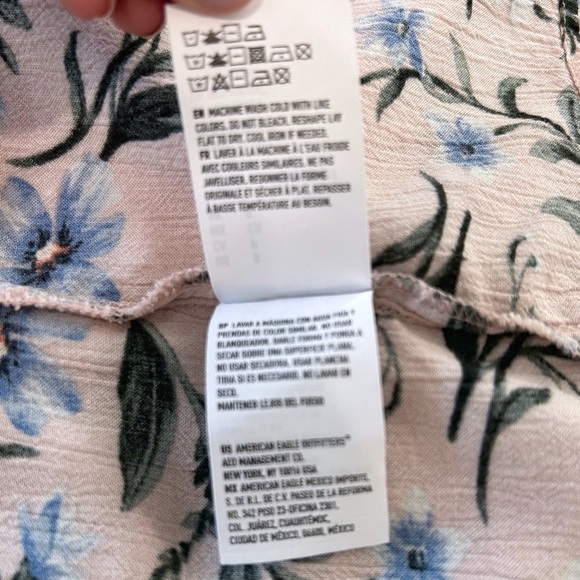 EN MACHINE WASH COLD WITH LIKE
COLORS. DO NOT BLEACH. RESHAPE LAY
FLAT TO DRY. COOL IRON IF NEEDED.
FR LAVER À LA MACHINE À L'EAU FROIDE
AVEC COULEURS SIMILAIRES. NE PAS
JAVELLISER. REDONNER LA FORME
ORIGINALE ET SÉCHER À PLAT. REPASSER
À BASSE TEMPÉRATURE AU BESOIN.
LAVAR A MÁQUINA CON AGUA FRÍA Y
PRENDAS DE COLOR SIMILAR. NO USAR
BLANQUEADOR. DARLE FORMA Y PONER A
SECAR SOBRE UNA SUPERFICIE PLANA.
NO USAR SECADORA. USAR PLANCHA
TIBIA SI ES NECESARIO. NO LAVAR EN
SECO.
MANTENER LEJOS DEL FUEGO
US AMERICAN EAGLE OUTFITTERS®
AEO MANAGEMENT CO.
NEW YORK, NY 10016 USA
MX AMERICAN EAGLE MEXICO IMPORTS,
S. DE R.L. DE C.V. PASEO DE LA REFORMA
NO. 342 PISO 23-OFICINA 2301,
COL. JUÁREZ, CUAUHTÉMOC,
CIUDAD DE MÉXICO, 06600, MÉXICO